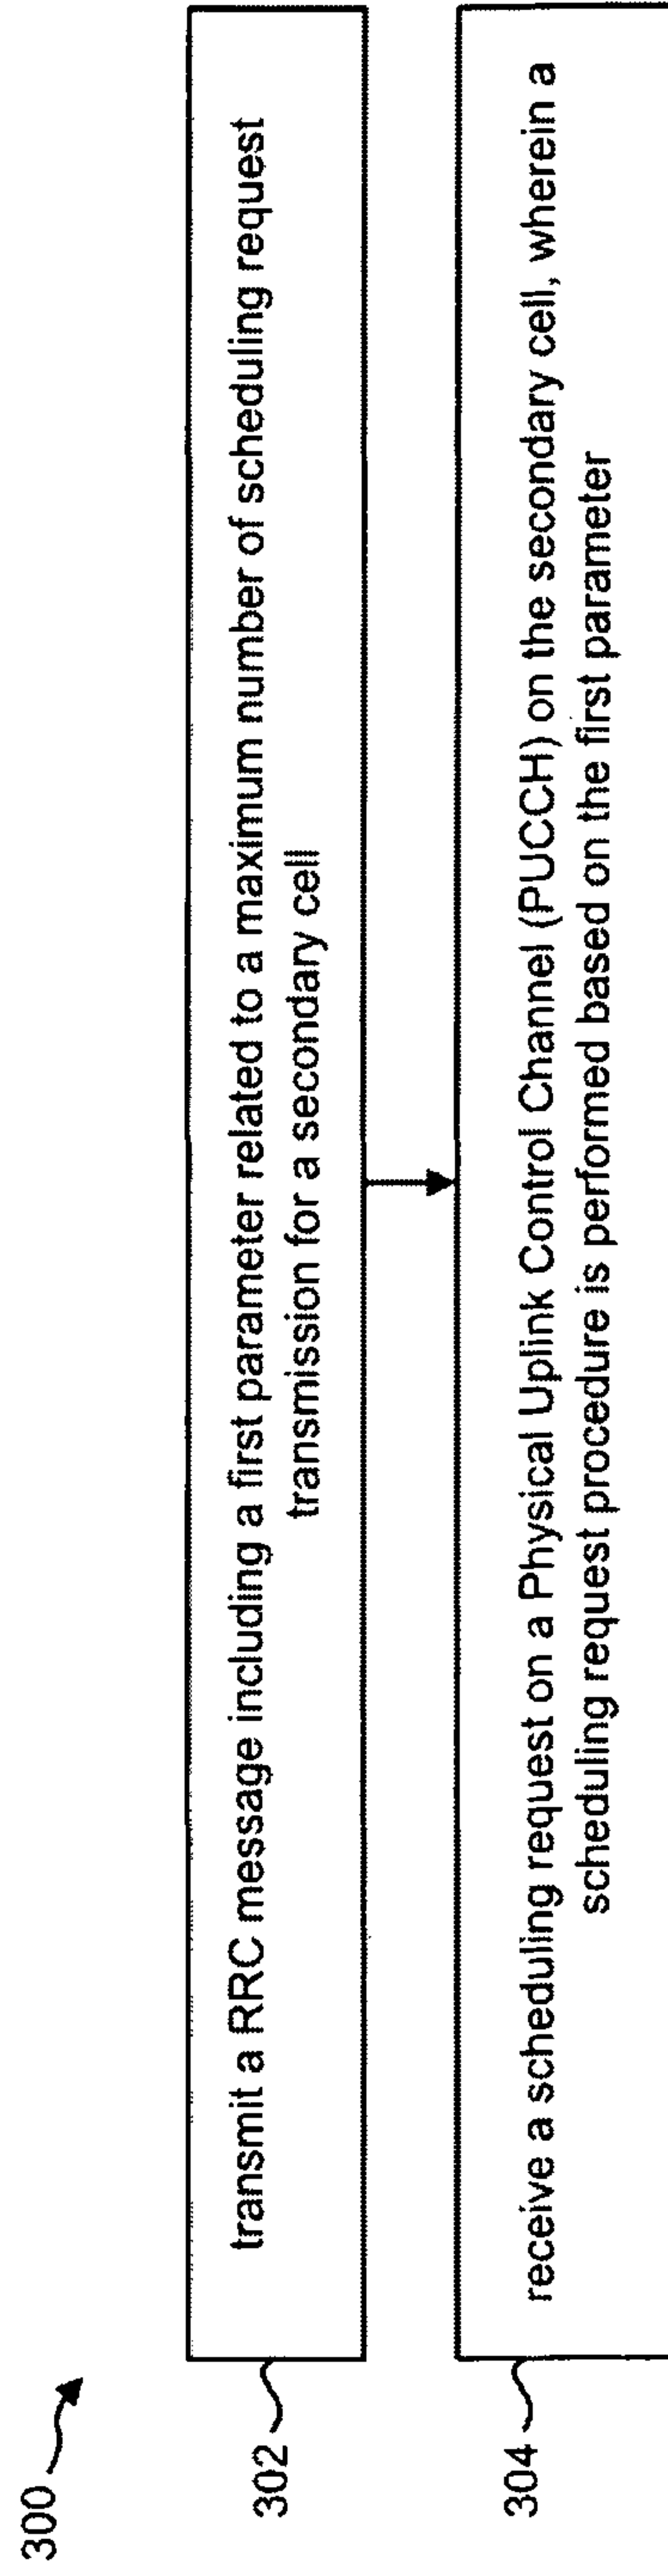 300
302
transmit a RRC message including a first parameter related to a maximum number of scheduling request
transmission for a secondary cell
304
receive a scheduling request on a Physical Uplink Control Channel (PUCCH) on the secondary cell, wherein a
scheduling request procedure is performed based on the first parameter